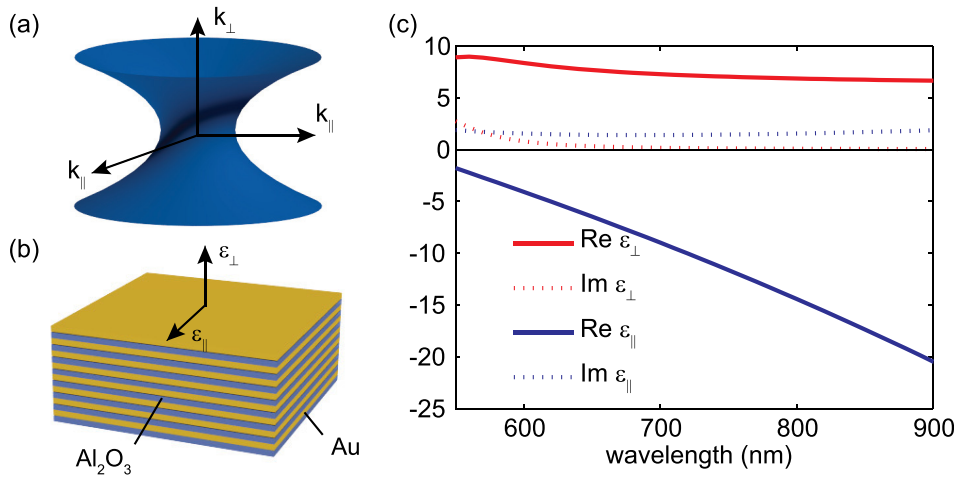 (a)
k⊥
k∥
k∥
(b)
ε⊥
ε∥
Al₂O₃
Au
(c)
10
5
0
-5
-10
-15
-20
-25
Re ε⊥
Im ε⊥
Re ε∥
Im ε∥
600 700 800 900
wavelength (nm)